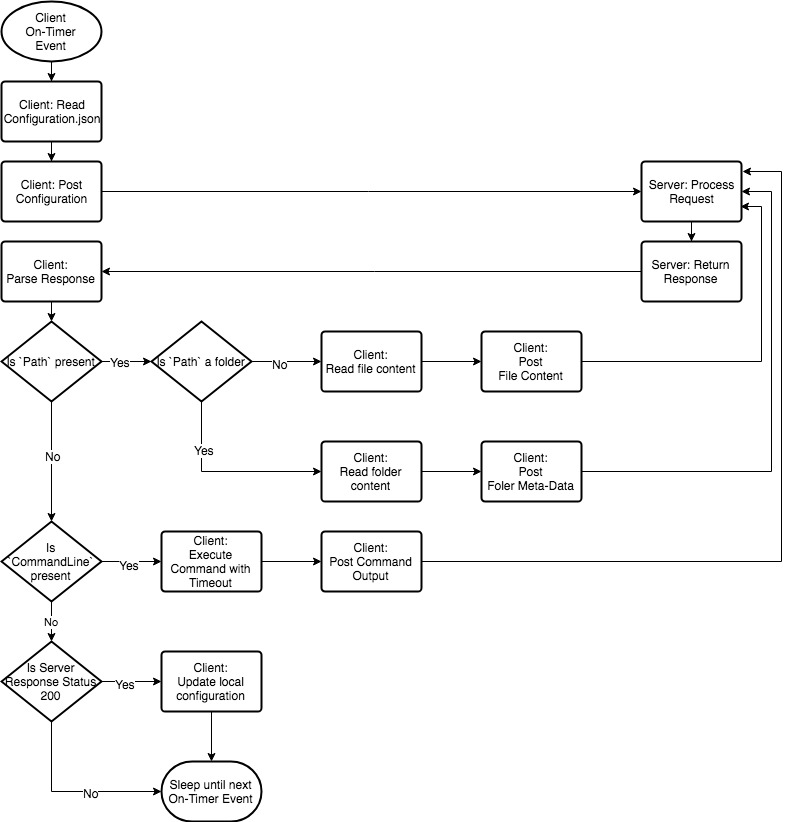 Client
On-Timer
Event
Client: Read
Configuration.json
Client: Post
Configuration
Server: Process
Request
Client:
Parse Response
Server: Return
Response
Is `Path` present
Yes
Is `Path` a folder
No
Client:
Read file content
Client:
Post
File Content
No
Yes
Client:
Read folder
content
Client:
Post
Foler Meta-Data
Is
`CommandLine`
present
Yes
Client:
Execute
Command with
Timeout
Client:
Post Command
Output
No
Is Server
Response Status
200
Yes
Client:
Update local
configuration
No
Sleep until next
On-Timer Event